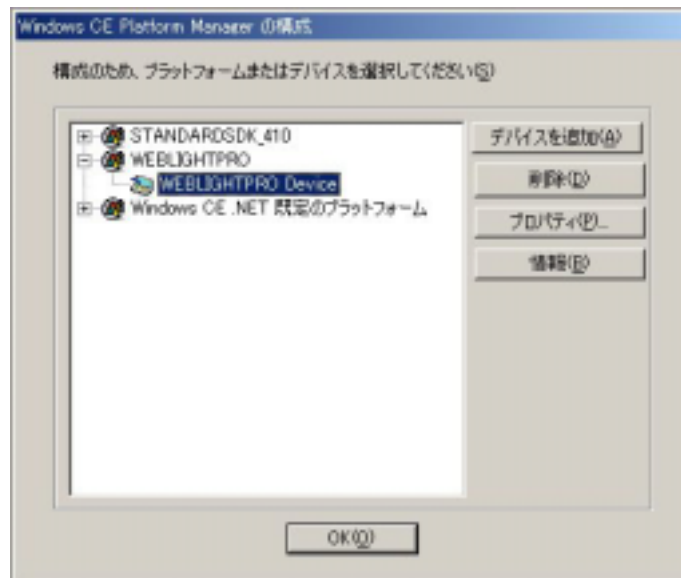 Windows CE Platform Manager の構成
構成のため、プラットフォームまたはデバイスを選択してください(S)
STANDARDSDK_410
WEBLIGHTPRO
WEBLIGHTPRO Device
Windows CE .NET 既定のプラットフォーム
デバイスを追加(A)
削除(D)
プロパティ(P)...
情報(B)
OK(O)